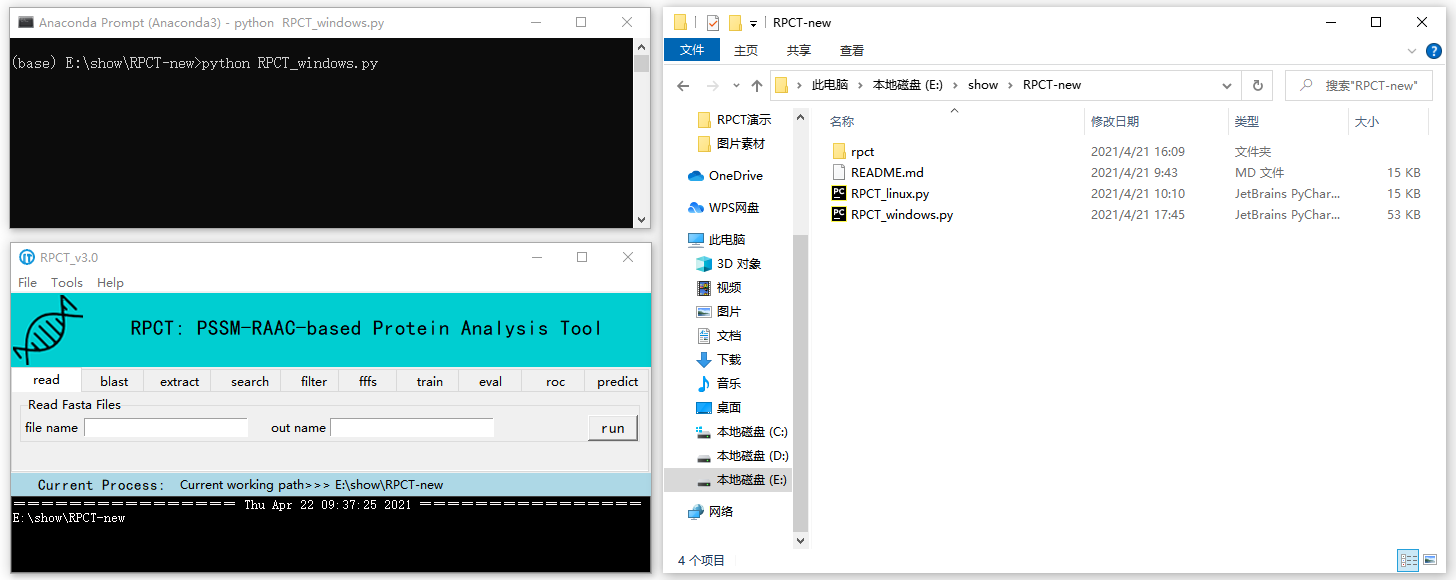 Anaconda Prompt (Anaconda3) - python RPCT_windows.py
(base) E:\show\RPCT-new>python RPCT_windows.py
RPCT_v3.0
File Tools Help
RPCT: PSSM-RAAC-based Protein Analysis Tool
read blast extract search filter fffs train eval roc predict
Read Fasta Files
file name out name run
Current Process: Current working path>>> E:\show\RPCT-new
====================== Thu Apr 22 09:37:25 2021 ======================
E:\show\RPCT-new
RPCT-new
文件 主页 共享 查看
此电脑 › 本地磁盘 (E:) › show › RPCT-new
搜索"RPCT-new"
RPCT演示
图片素材
OneDrive
WPS网盘
此电脑
3D 对象
视频
图片
文档
下载
音乐
桌面
本地磁盘 (C:)
本地磁盘 (D:)
本地磁盘 (E:)
网络
名称 修改日期 类型 大小
rpct 2021/4/21 16:09 文件夹
README.md 2021/4/21 9:43 MD 文件 15 KB
RPCT_linux.py 2021/4/21 10:10 JetBrains PyChar... 15 KB
RPCT_windows.py 2021/4/21 17:45 JetBrains PyChar... 53 KB
4 个项目